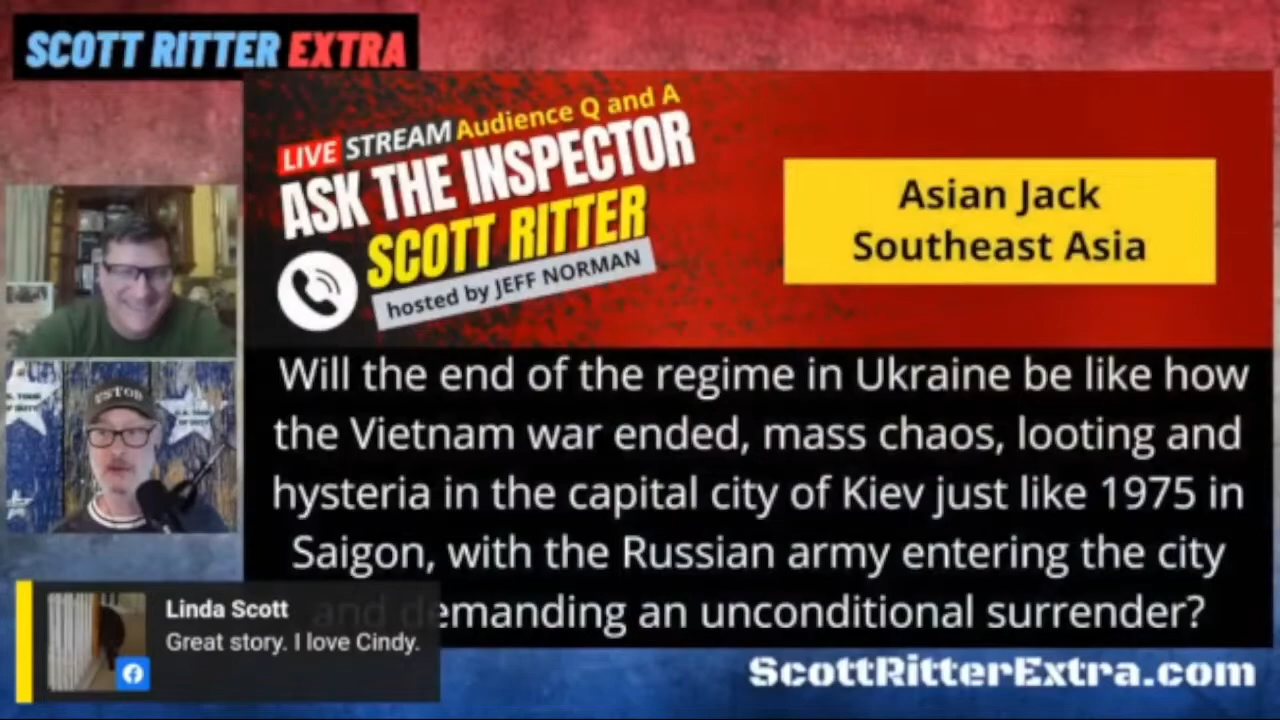 SCOTT RITTER EXTRA
LIVE STREAM Audience Q and A
ASK THE INSPECTOR
SCOTT RITTER
hosted by JEFF NORMAN
Asian Jack
Southeast Asia
Will the end of the regime in Ukraine be like how
the Vietnam war ended, mass chaos, looting and
hysteria in the capital city of Kiev just like 1975 in
Saigon, with the Russian army entering the city
and demanding an unconditional surrender?
Linda Scott
Great story. I love Cindy.
ScottRitterExtra.com